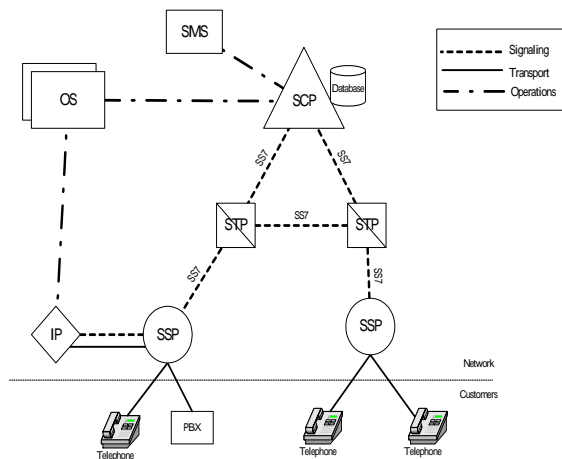 SMS
Signaling
Transport
Operations
OS
SCP
Database
SS7
SS7
STP
SS7
STP
SS7
SS7
IP
SSP
SSP
Network
Customers
PBX
Telephone
Telephone
Telephone